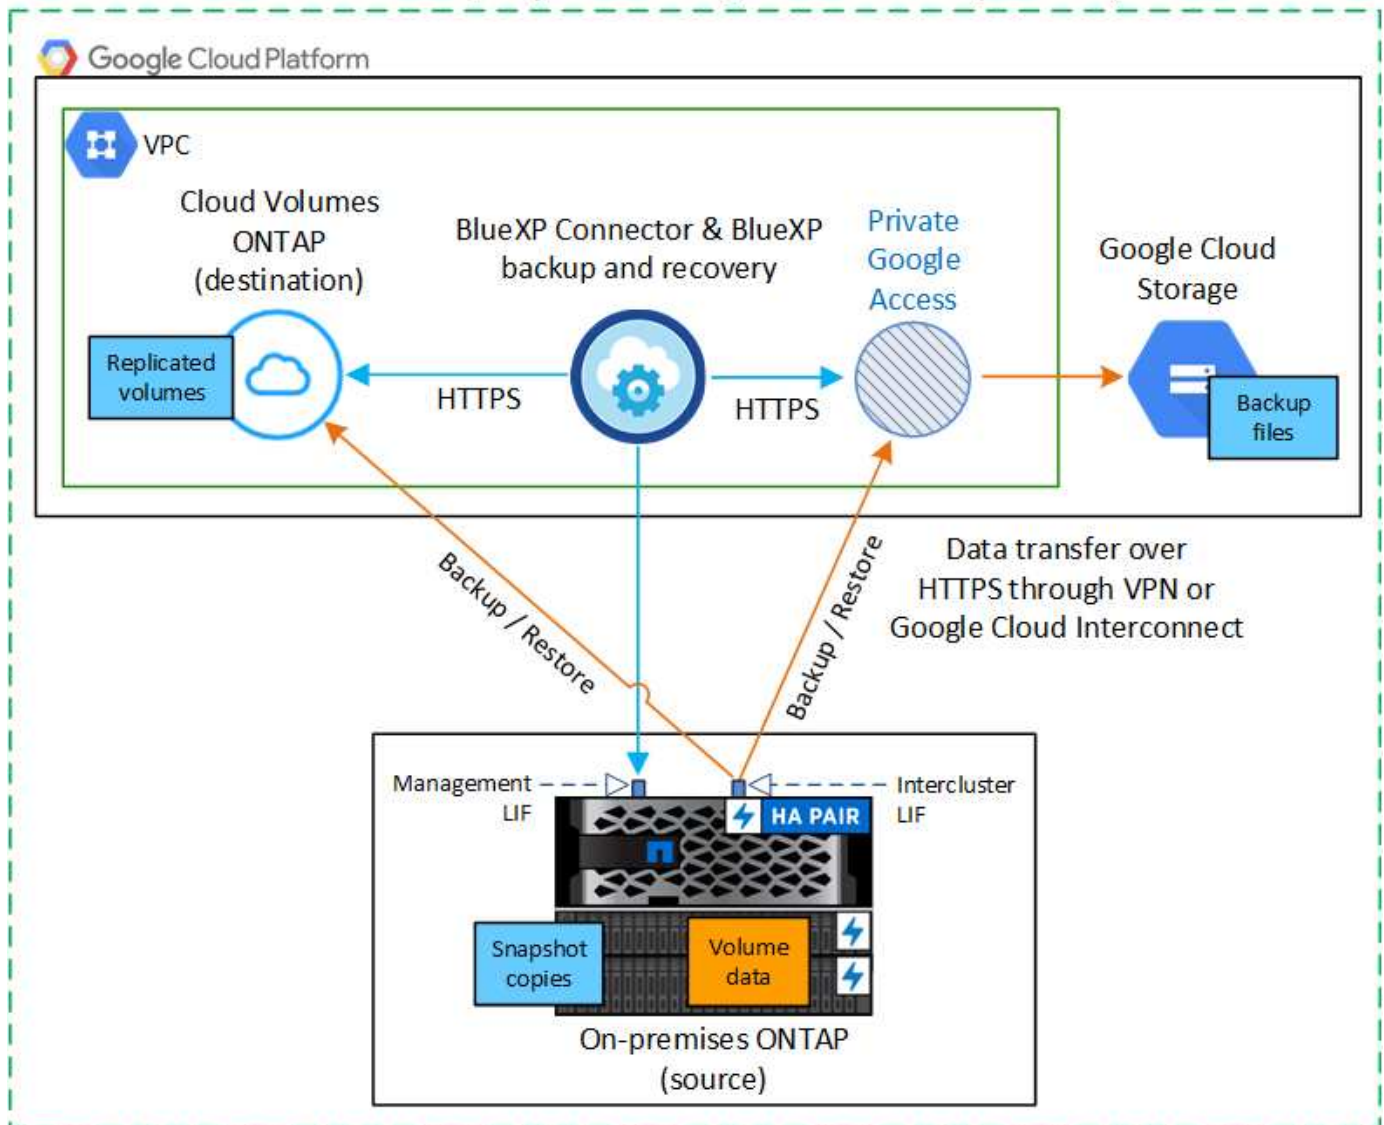 Google Cloud Platform
VPC
Cloud Volumes
ONTAP
(destination)
BlueXP Connector & BlueXP
backup and recovery
Private
Google
Access
Google Cloud
Storage
Replicated
volumes
HTTPS
HTTPS
Backup
files
Backup / Restore
Backup / Restore
Data transfer over
HTTPS through VPN or
Google Cloud Interconnect
Management
LIF
Intercluster
LIF
HA PAIR
Snapshot
copies
Volume
data
On-premises ONTAP
(source)